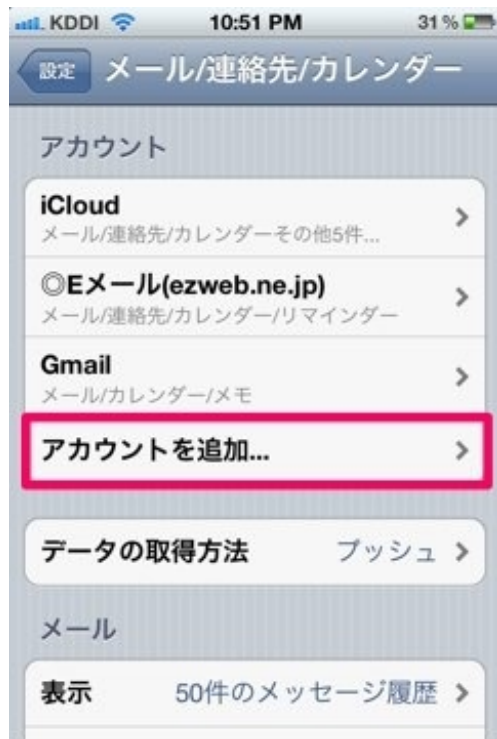 KDDI 10:51 PM 31%
設定 メール/連絡先/カレンダー
アカウント
iCloud
メール/連絡先/カレンダーその他5件...
◎Eメール(ezweb.ne.jp)
メール/連絡先/カレンダー/リマインダー
Gmail
メール/カレンダー/メモ
アカウントを追加...
データの取得方法 プッシュ
メール
表示 50件のメッセージ履歴